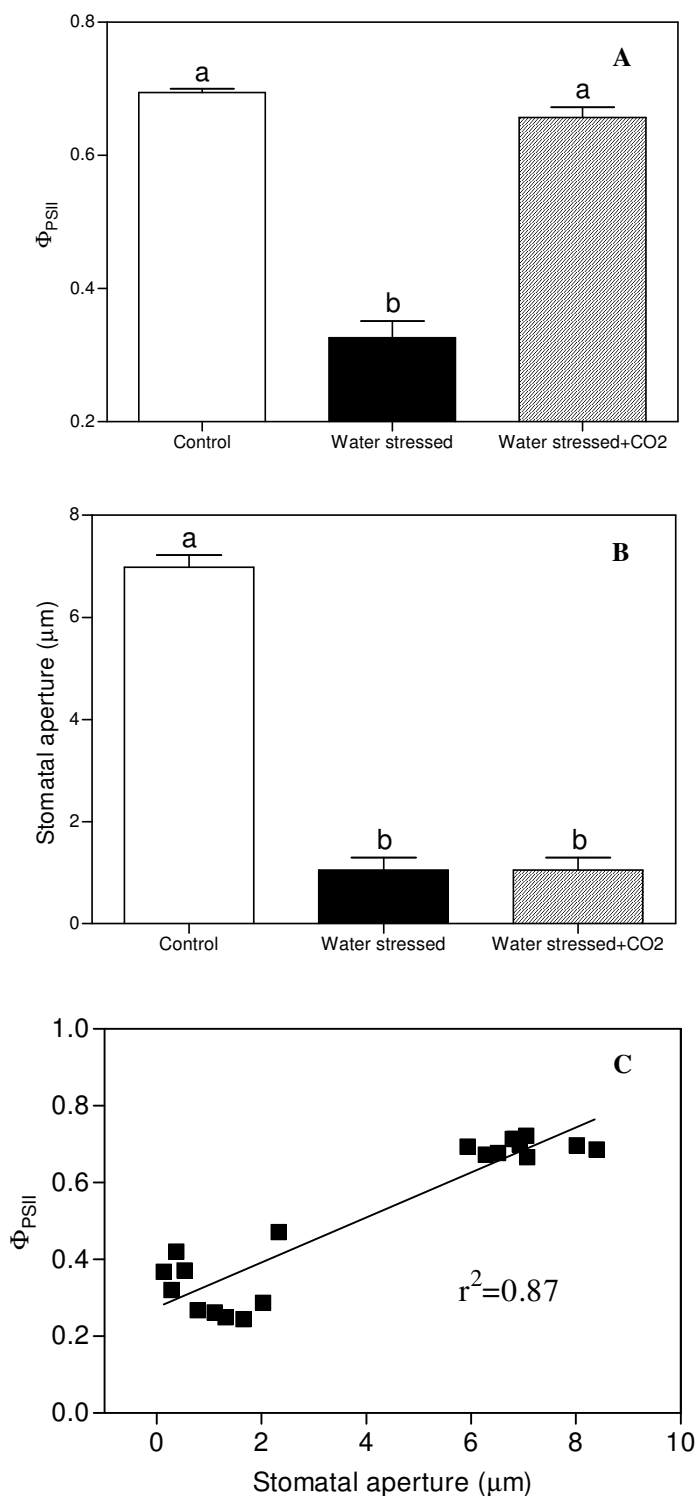 A
0.8
0.6
0.4
0.2
ΦPSII
a
b
a
Control
Water stressed
Water stressed+CO2
B
8
6
4
2
0
Stomatal aperture (μm)
a
b
b
Control
Water stressed
Water stressed+CO2
C
1.0
0.8
0.6
0.4
0.2
0.0
ΦPSII
r²=0.87
0 2 4 6 8 10
Stomatal aperture (μm)